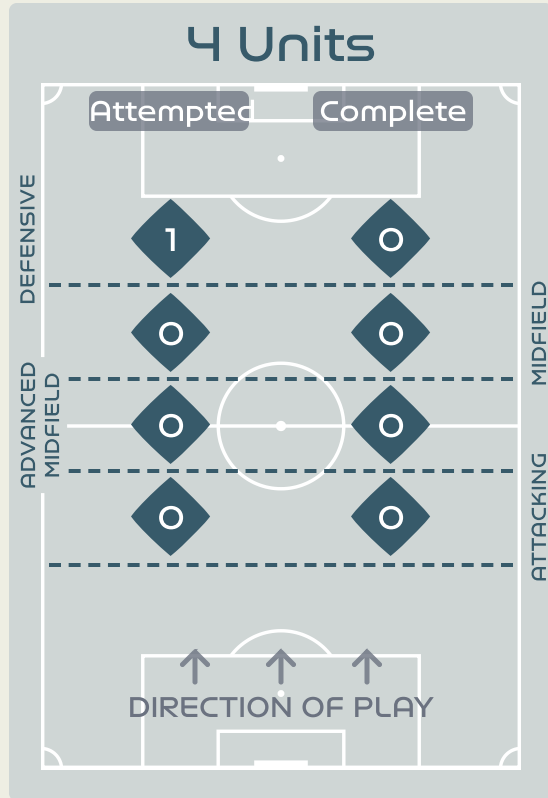 4 Units
Attempted Complete
DEFENSIVE
1 0
MIDFIELD
0 0
ADVANCED
MIDFIELD
0 0
ATTACKING
0 0
DIRECTION OF PLAY